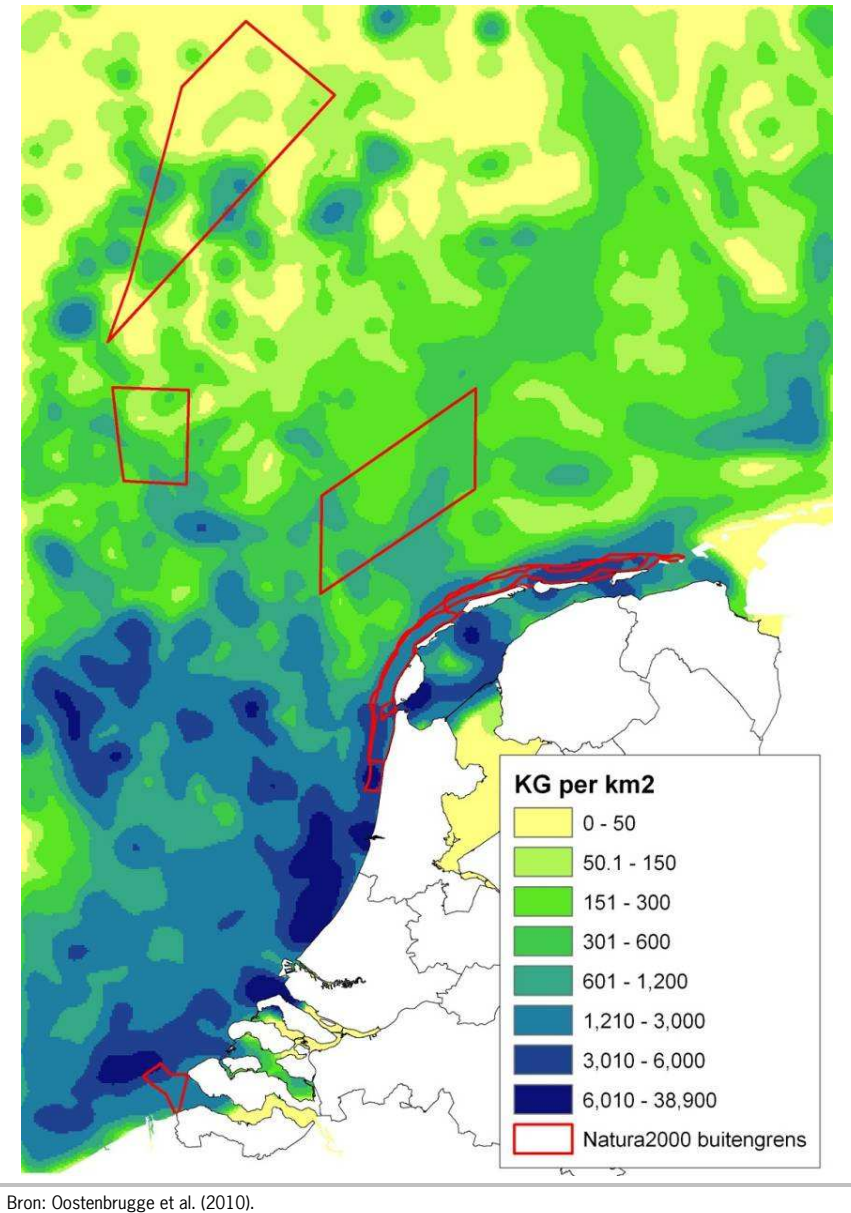 KG per km2
0 - 50
50.1 - 150
151 - 300
301 - 600
601 - 1,200
1,210 - 3,000
3,010 - 6,000
6,010 - 38,900
Natura2000 buitengrens
Bron: Oostenbrugge et al. (2010).